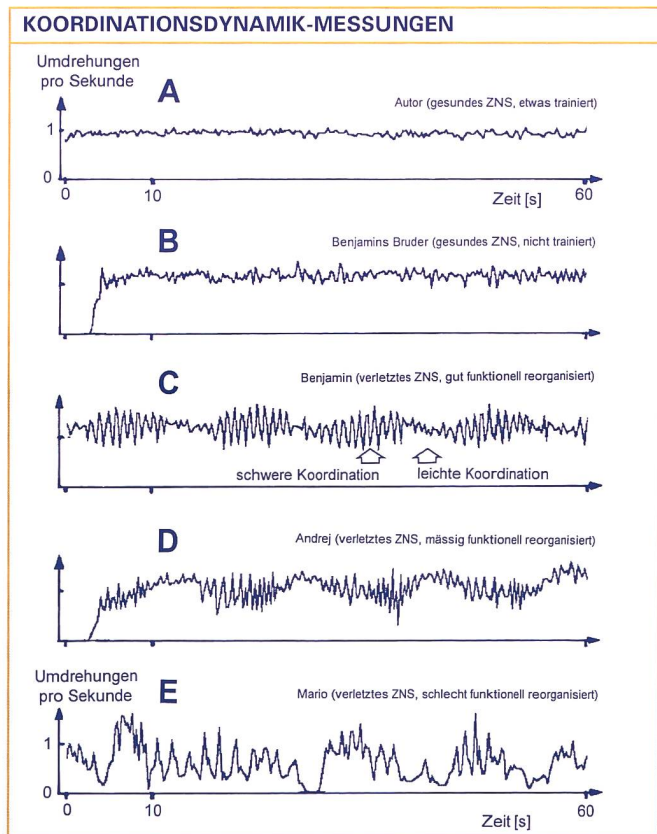 KOORDINATIONSDYNAMIK-MESSUNGEN
Umdrehungen
pro Sekunde
A
Autor (gesundes ZNS, etwas trainiert)
1
0
0
10
60
Zeit [s]
B
Benjamins Bruder (gesundes ZNS, nicht trainiert)
C
Benjamin (verletztes ZNS, gut funktionell reorganisiert)
schwere Koordination
leichte Koordination
D
Andrej (verletztes ZNS, mässig funktionell reorganisiert)
Umdrehungen
pro Sekunde
E
Mario (verletztes ZNS, schlecht funktionell reorganisiert)
1
0
0
10
60
Zeit [s]